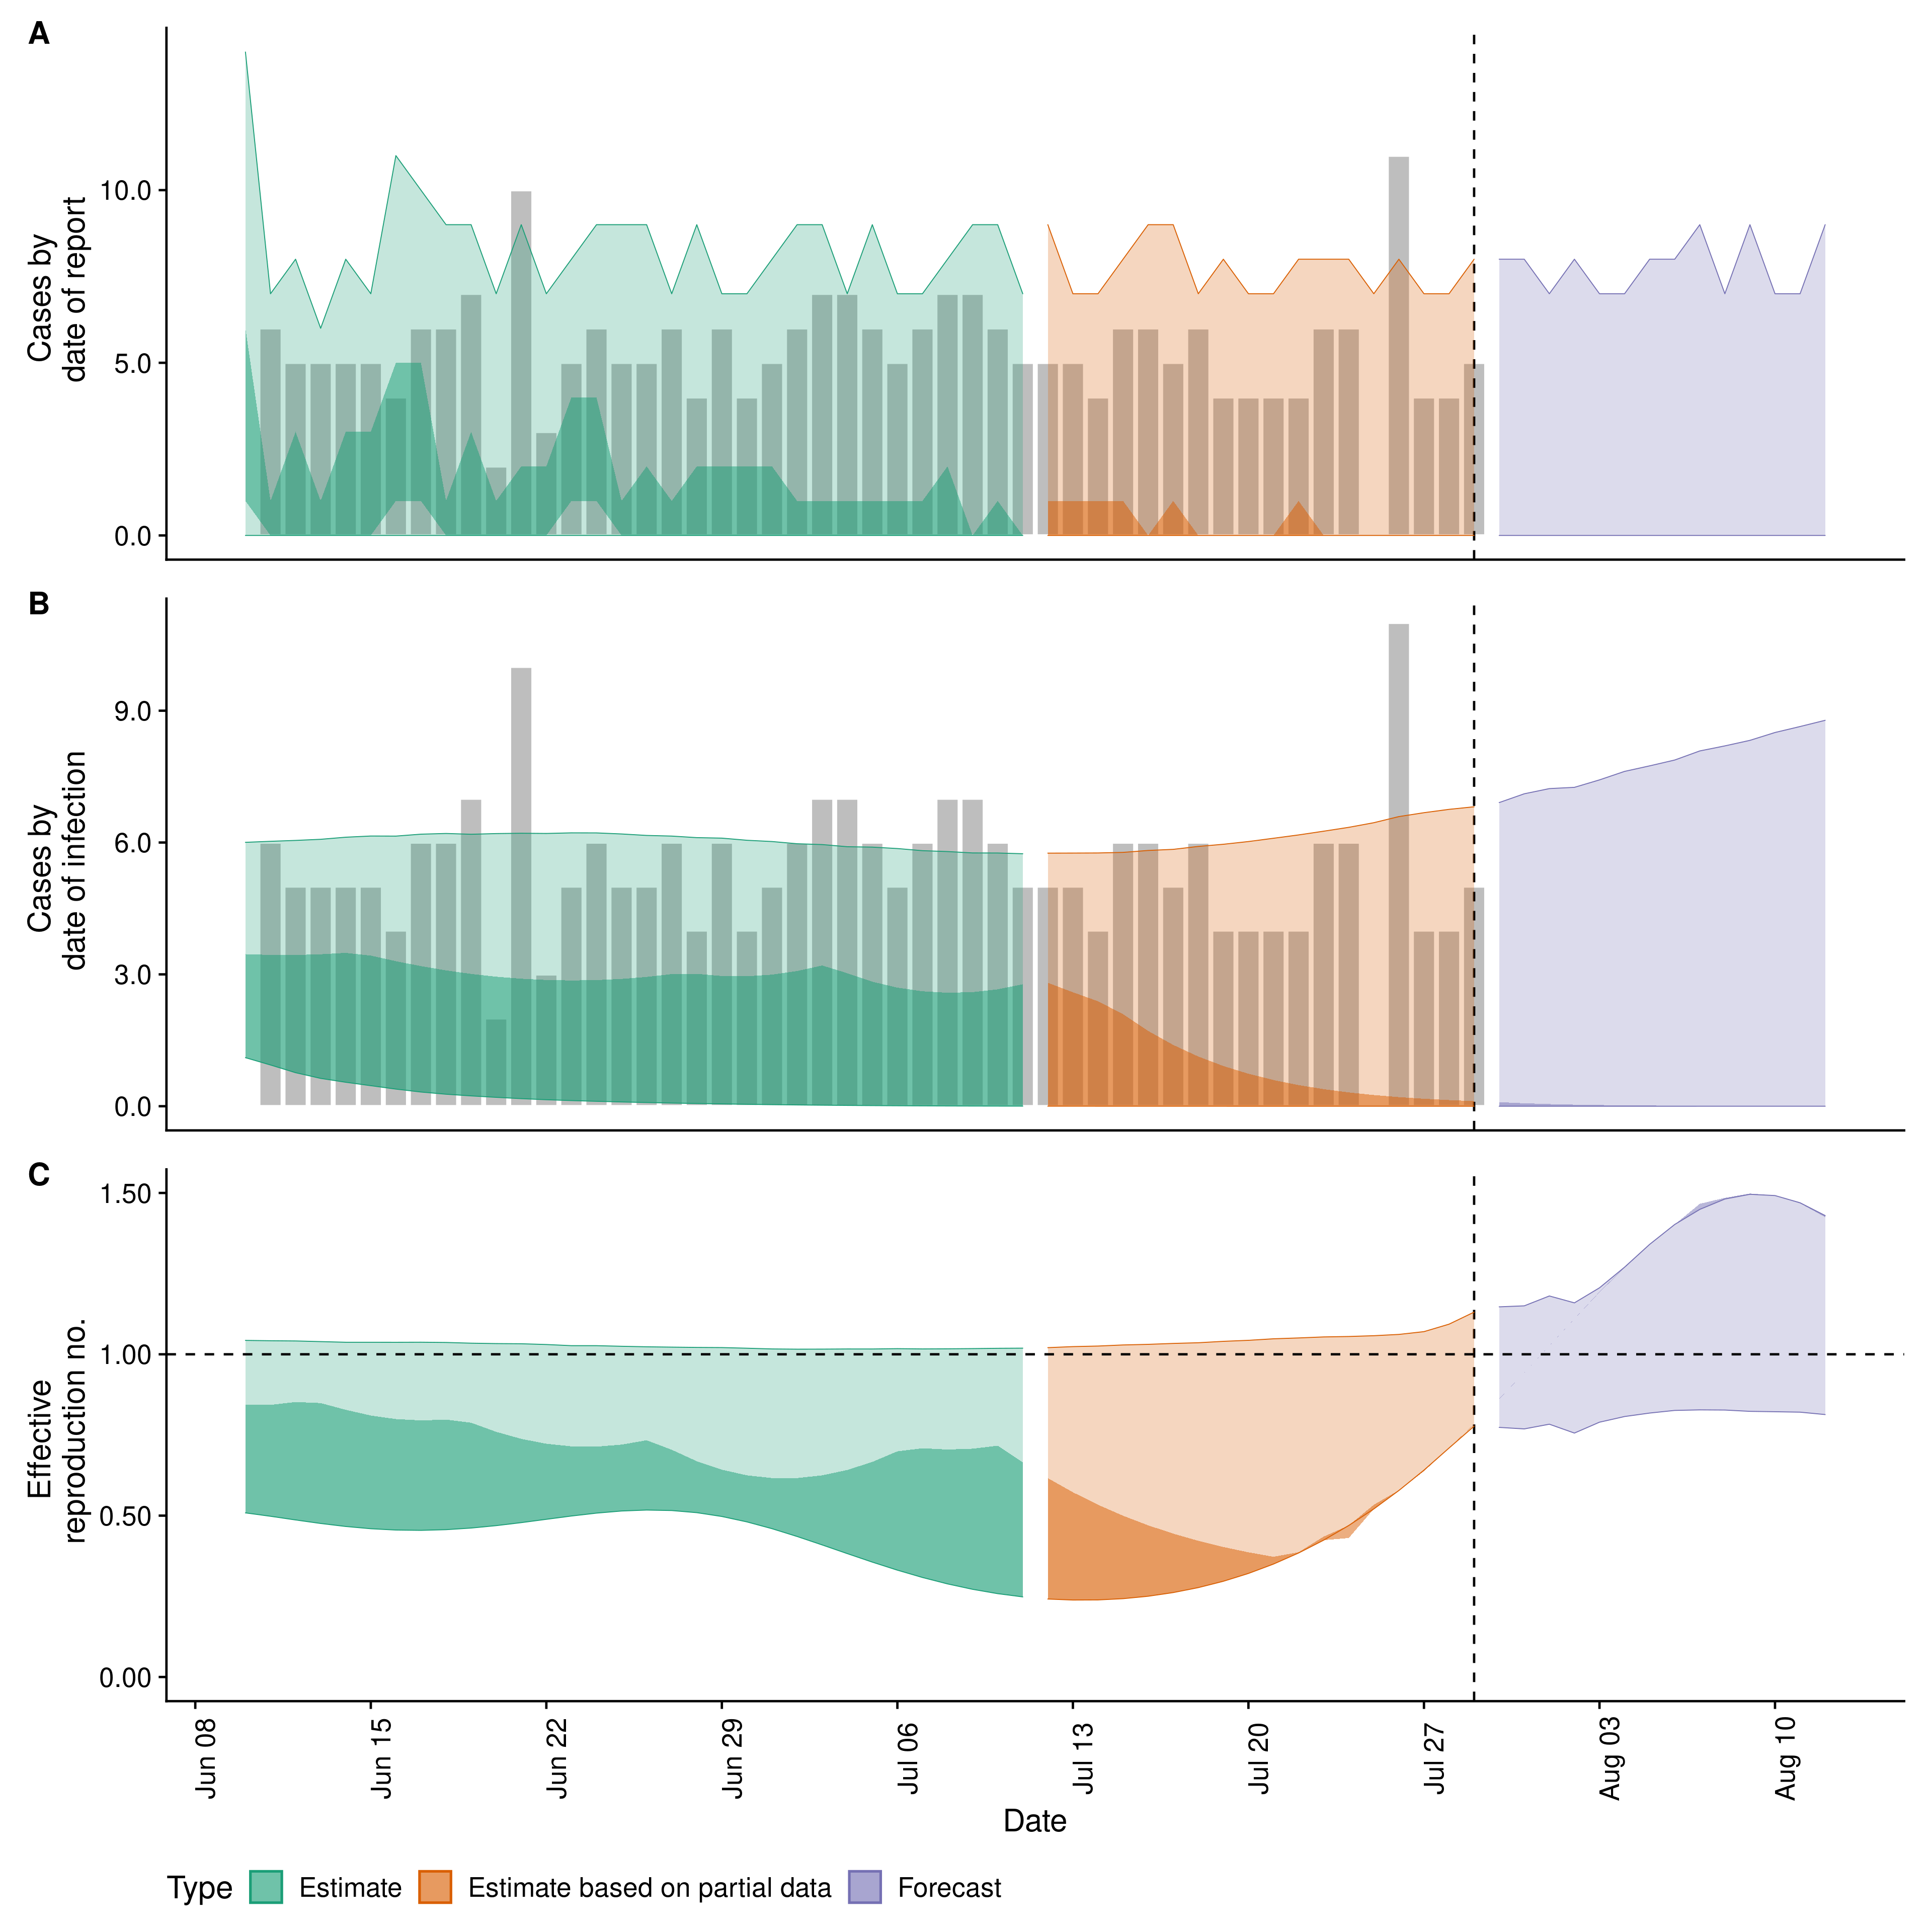 A
Cases by
date of report
10.0
5.0
0.0
B
Cases by
date of infection
9.0
6.0
3.0
0.0
C
Effective
reproduction no.
1.50
1.00
0.50
0.00
Jun 08
Jun 15
Jun 22
Jun 29
Jul 06
Jul 13
Jul 20
Jul 27
Aug 03
Aug 10
Date
Type
Estimate
Estimate based on partial data
Forecast